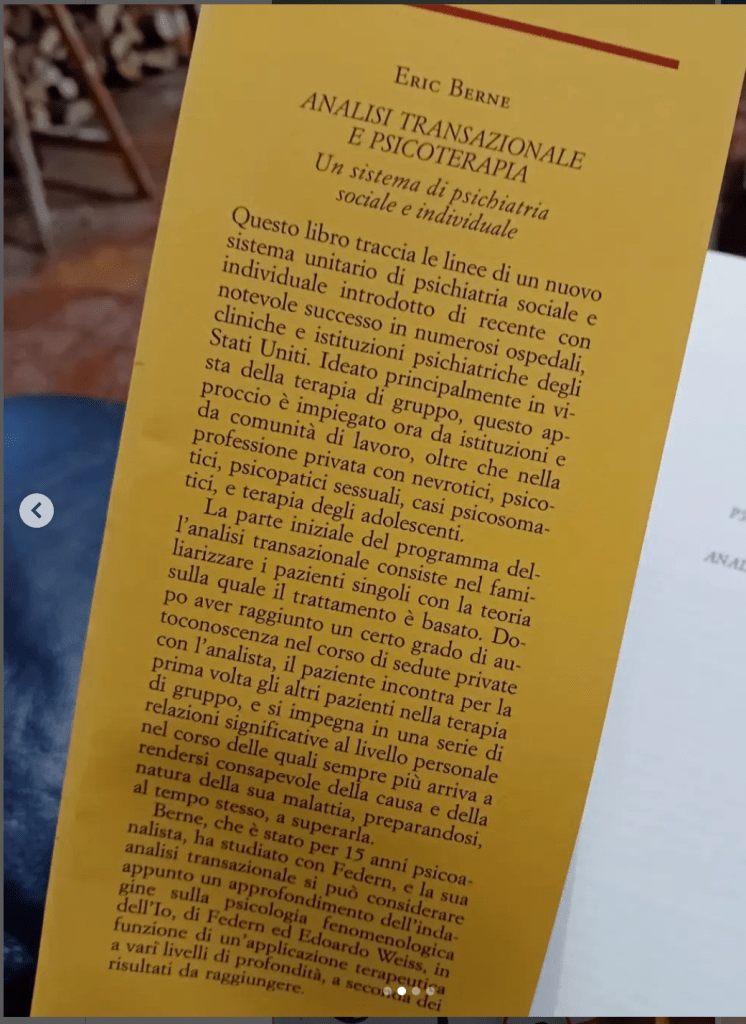 ERIC BERNE
ANALISI TRANSAZIONALE
E PSICOTERAPIA
Un sistema di psichiatria
sociale e individuale
Questo libro traccia le linee di un nuovo
sistema unitario di psichiatria sociale e
individuale introdotto di recente con
notevole successo in numerosi ospedali,
cliniche e istituzioni psichiatriche degli
Stati Uniti. Ideato principalmente in vi-
sta della terapia di gruppo, questo ap-
proccio è impiegato ora da istituzioni e
da comunità di lavoro, oltre che nella
professione privata con nevrotici, psico-
tici, psicopatici sessuali, casi psicosoma-
tici, e terapia degli adolescenti.
La parte iniziale del programma del-
l'analisi transazionale consiste nel fami-
liarizzare i pazienti singoli con la teoria
sulla quale il trattamento è basato. Do-
po aver raggiunto un certo grado di au-
toconoscenza nel corso di sedute private
con l'analista, il paziente incontra per la
prima volta gli altri pazienti nella terapia
di gruppo, e si impegna in una serie di
relazioni significative al livello personale
nel corso delle quali sempre più arriva a
rendersi consapevole della causa e della
natura della sua malattia, preparandosi,
al tempo stesso, a superarla.
Berne, che è stato per 15 anni psicoa-
nalista, ha studiato con Federn, e la sua
analisi transazionale si può considerare
appunto un approfondimento dell'inda-
gine sulla psicologia fenomenologica
dell'Io, di Federn ed Edoardo Weiss, in
funzione di un'applicazione terapeutica
a vari livelli di profondità, a seconda dei
risultati da raggiungere.